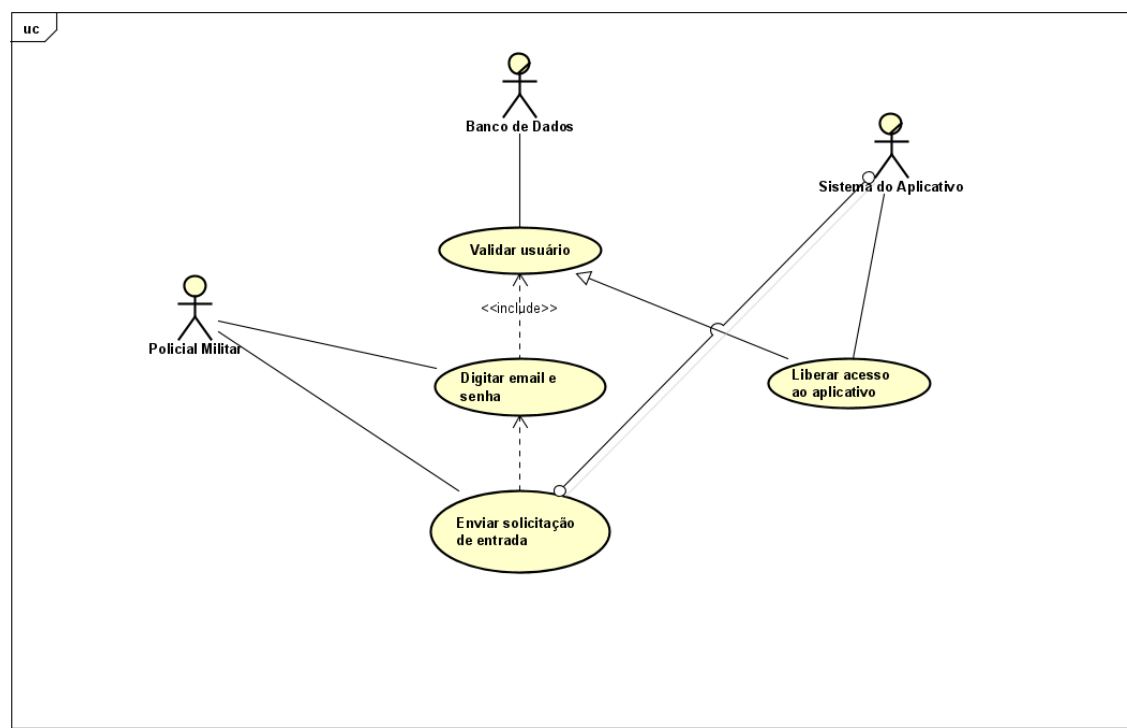 uc
Banco de Dados
Sistema do Aplicativo
Validar usuário
<<include>>
Policial Militar
Digitar email e
senha
Liberar acesso
ao aplicativo
Enviar solicitação
de entrada